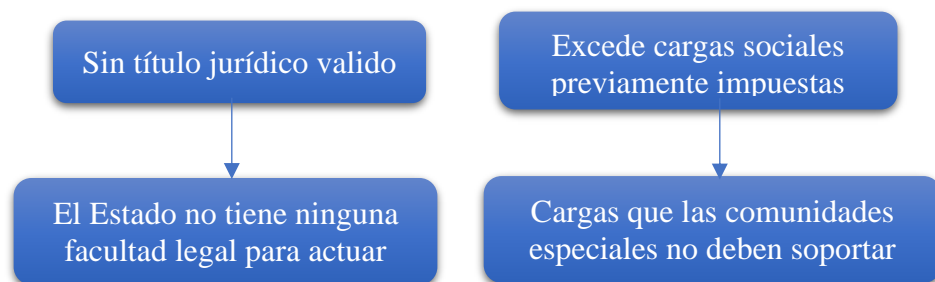 Sin título jurídico valido
El Estado no tiene ninguna
facultad legal para actuar
Excede cargas sociales
previamente impuestas
Cargas que las comunidades
especiales no deben soportar